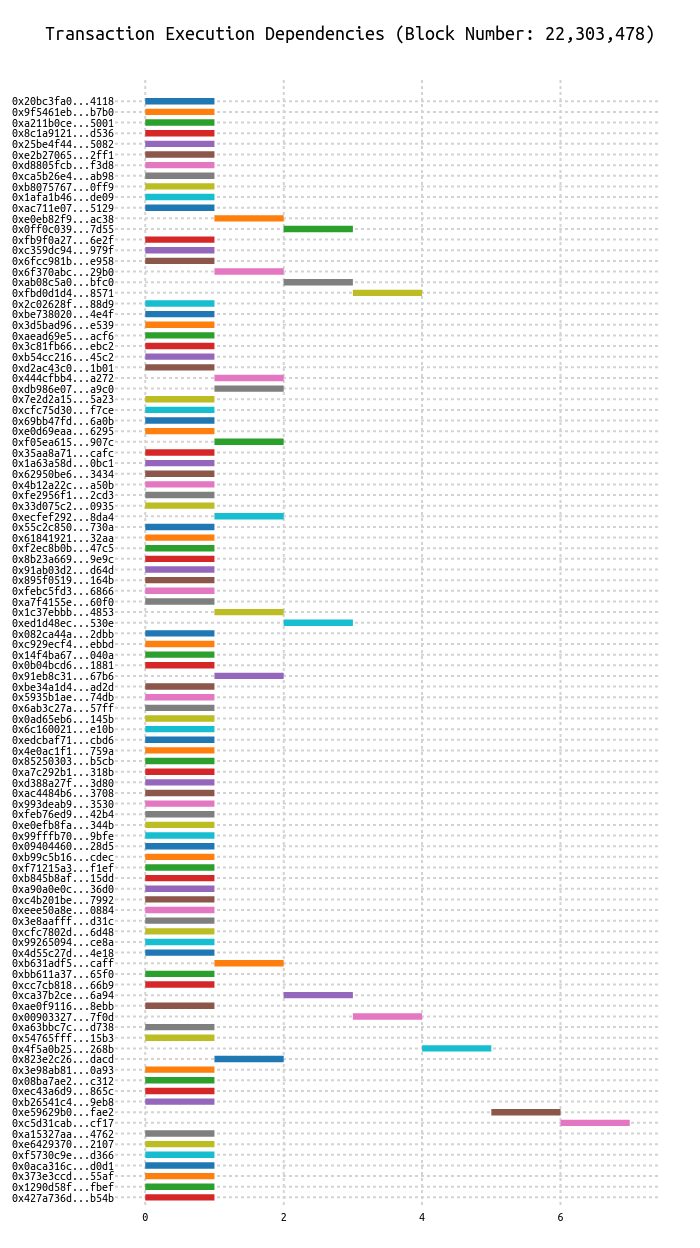 Transaction Execution Dependencies (Block Number: 22,303,478)
0x20bc3fa0...4118
0x9f5461eb...b7b0
0xa211b0ce...5001
0x8c1a9121...d536
0x25be4f44...5082
0xe2b27065...2ff1
0xd8805fcb...f3d8
0xca5b26e4...ab98
0xb8075767...0ff9
0x1afa1b46...de09
0xac711e07...5129
0xe0eb82f9...ac38
0x0ff0c039...7d55
0xfb9f0a27...6e2f
0xc359dc94...979f
0x6fcc981b...e958
0x6f370abc...29b0
0xab08c5a0...bfc0
0xfbd0d1d4...8571
0x2c02628f...88d9
0xbe738020...4e4f
0x3d5bad96...e539
0xaead69e5...acf6
0x3c81fb66...ebc2
0xb54cc216...45c2
0xd2ac43c0...1b01
0x444cfbb4...a272
0xdb986e07...a9c0
0x7e2d2a15...5a23
0xcfc75d30...f7ce
0x69bb47fd...6a0b
0xe0d69eaa...6295
0xf05ea615...907c
0x35aa8a71...cafc
0x1a63a58d...0bc1
0x62950be6...3434
0x4b12a22c...a50b
0xfe2956f1...2cd3
0x33d075c2...0935
0xecfef292...8da4
0x55c2c850...730a
0x61841921...32aa
0xf2ec8b0b...47c5
0x8b23a669...9e9c
0x91ab03d2...d64d
0x895f0519...164b
0xfebc5fd3...6866
0xa7f4155e...60f0
0x1c37ebbb...4853
0xed1d48ec...530e
0x082ca44a...2dbb
0xc929ecf4...ebbd
0x14f4ba67...040a
0x0b04bcd6...1881
0x91eb8c31...67b6
0xbe34a1d4...ad2d
0x5935b1ae...74db
0x6ab3c27a...57ff
0x0ad65eb6...145b
0x6c160021...e10b
0xedcbaf71...cbd6
0x4e0ac1f1...759a
0x85250303...b5cb
0xa7c292b1...318b
0xd388a27f...3d80
0xac4484b6...3708
0x993deab9...3530
0xfeb76ed9...42b4
0xe0efb8fa...344b
0x99fffb70...9bfe
0x09404460...28d5
0xb99c5b16...cdec
0xf71215a3...f1ef
0xb845b8af...15dd
0xa90a0e0c...36d0
0xc4b201be...7992
0xeee50a8e...0884
0x3e8aafff...d31c
0xcfc7802d...6d48
0x99265094...ce8a
0x4d55c27d...4e18
0xb631adf5...caff
0xbb611a37...65f0
0xcc7cb818...66b9
0xca37b2ce...6a94
0xae0f9116...8ebb
0x00903327...7f0d
0xa63bbc7c...d738
0x54765fff...15b3
0x4f5a0b25...268b
0x823e2c26...dacd
0x3e98ab81...0a93
0x08ba7ae2...c312
0xec43a6d9...865c
0xb26541c4...9eb8
0xe59629b0...fae2
0xc5d31cab...cf17
0xa15327aa...4762
0xe6429370...2107
0xf5730c9e...d366
0x0aca316c...d0d1
0x373e3ccd...55af
0x1290d58f...fbef
0x427a736d...b54b
0 2 4 6